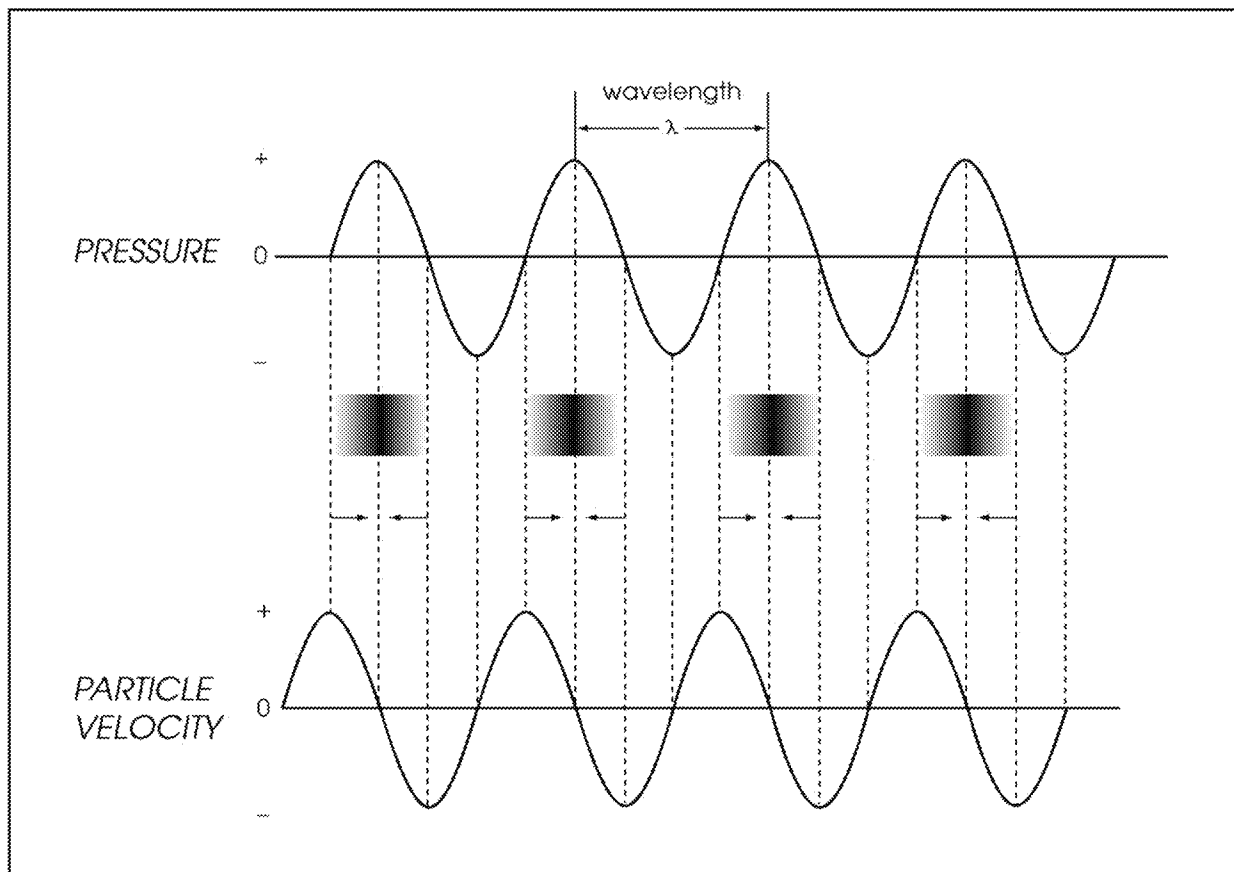 wavelength
λ
+
PRESSURE 0
–
+
PARTICLE
VELOCITY
0
–